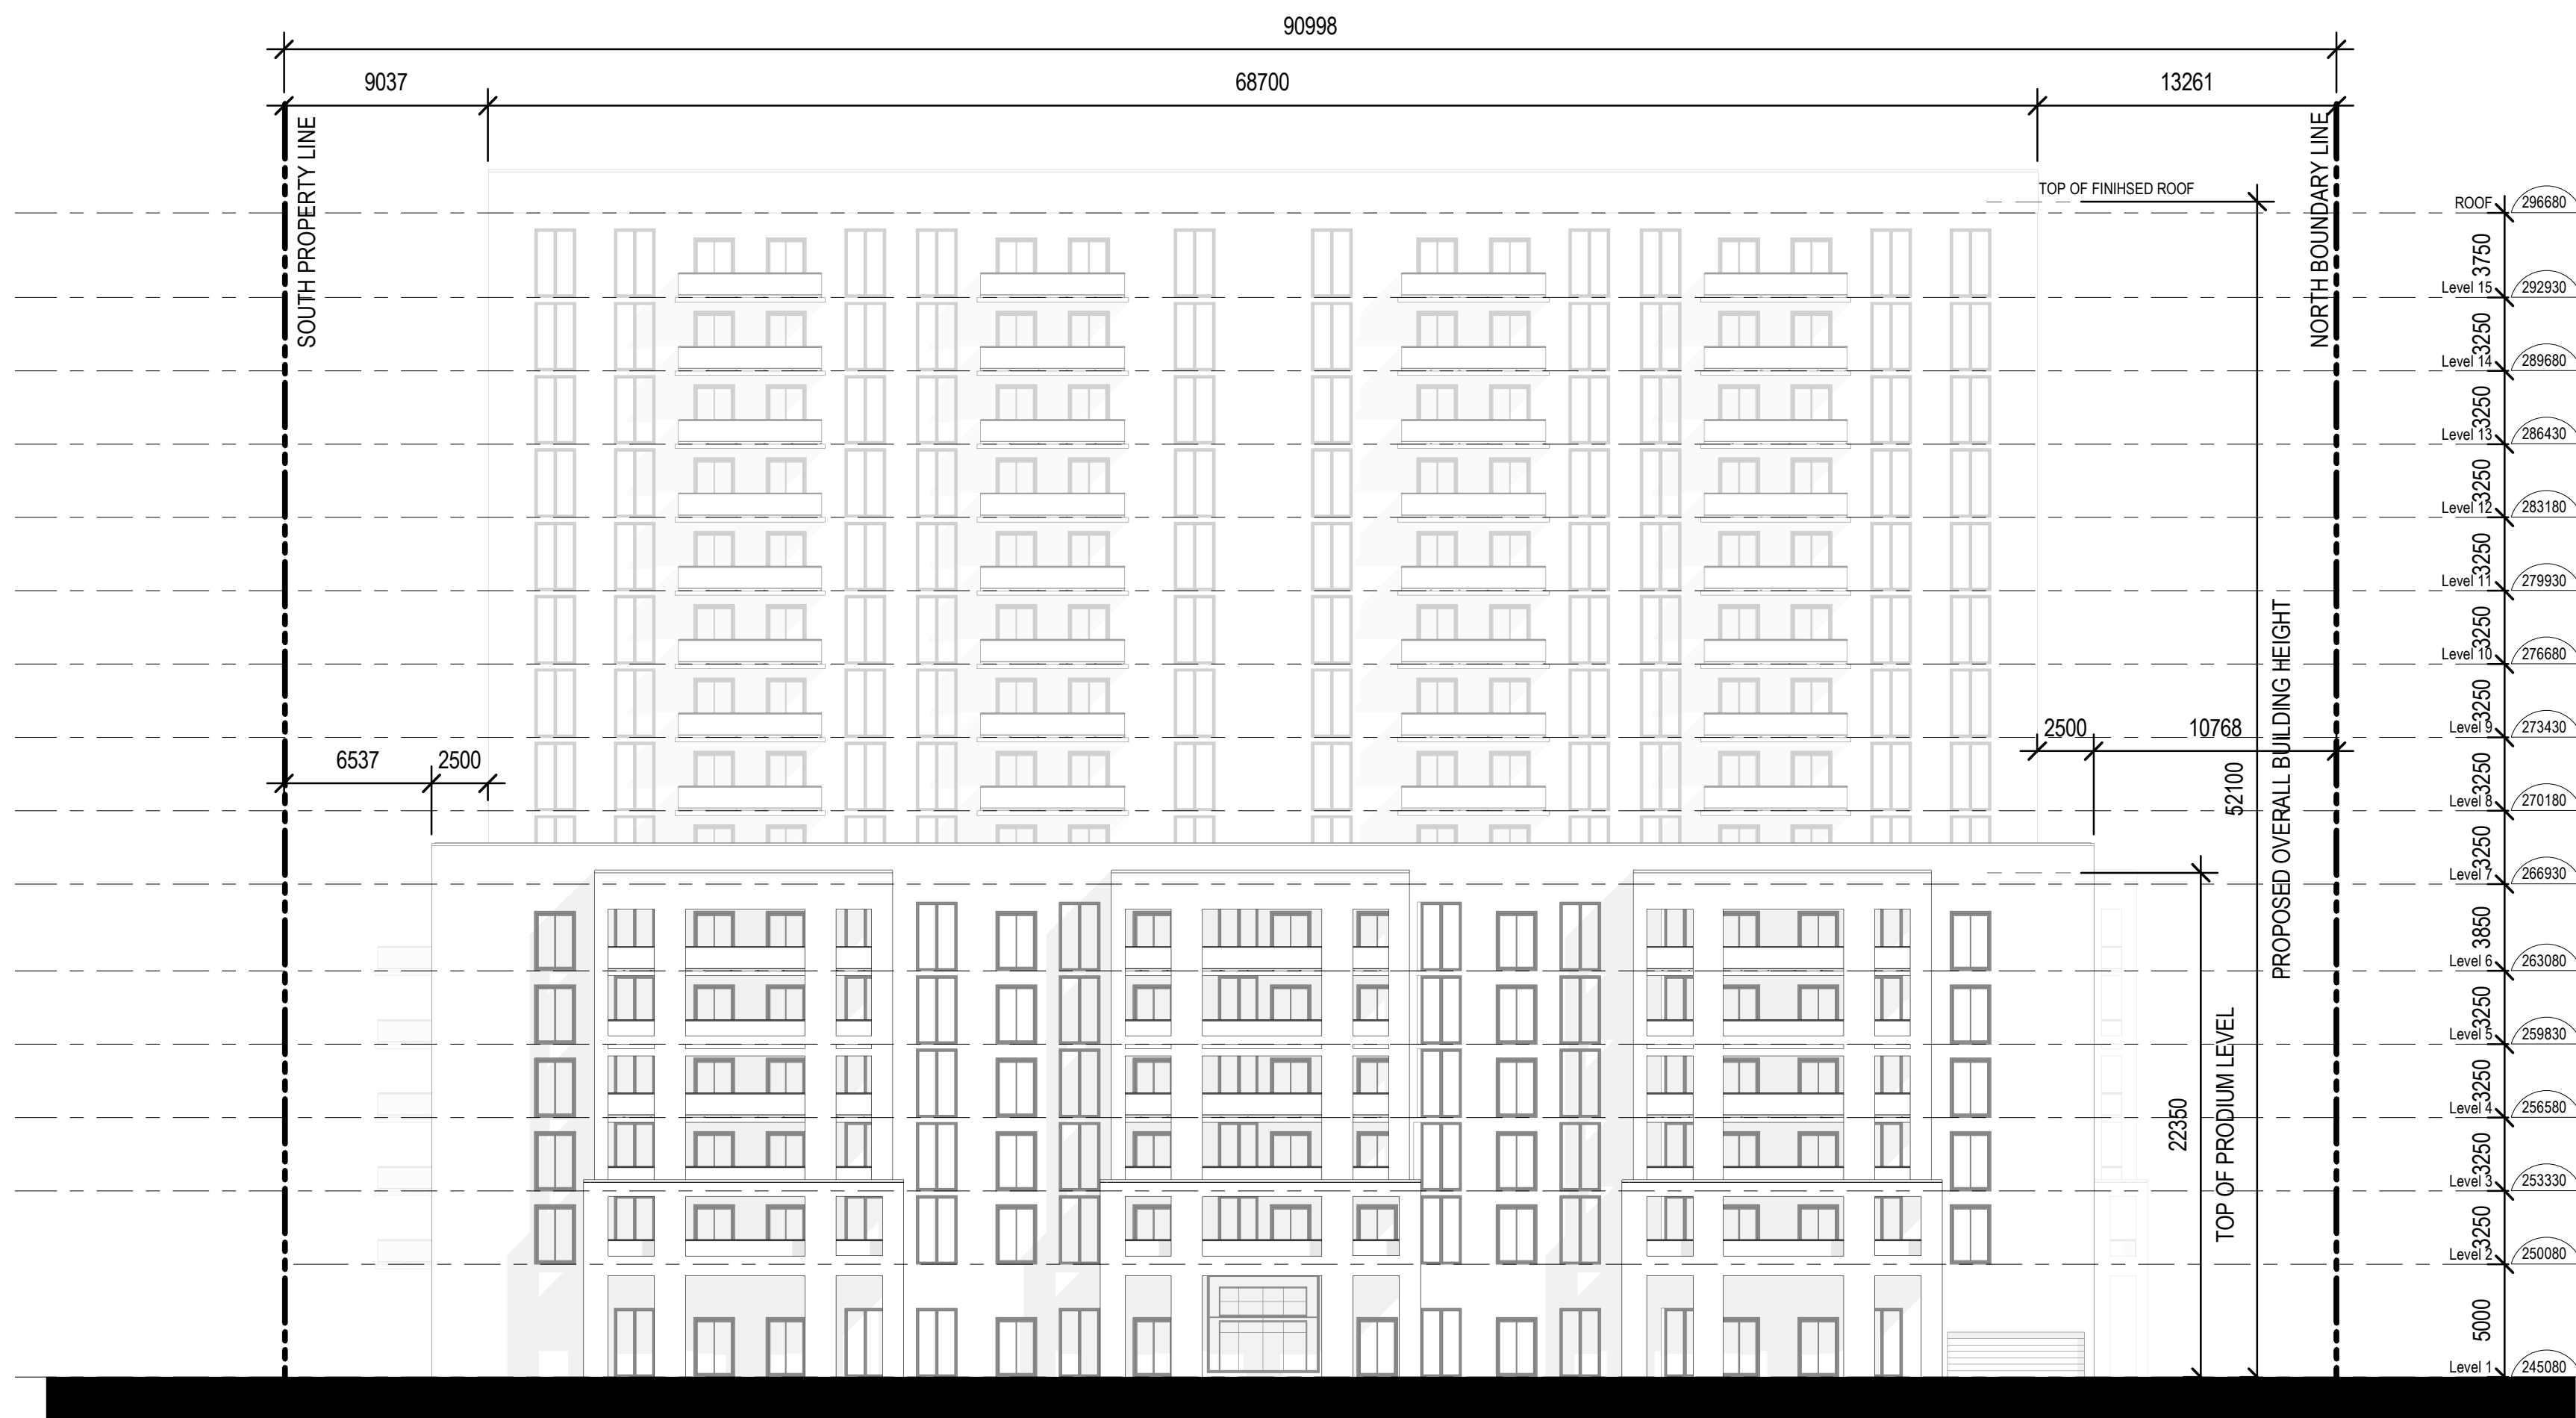 90998
9037
68700
13261
SOUTH PROPERTY LINE
NORTH BOUNDARY LINE
TOP OF FINIHSED ROOF
ROOF
296680
3750
Level 15
292930
3250
Level 14
289680
3250
Level 13
286430
3250
Level 12
283180
3250
Level 11
279930
3250
Level 10
276680
3250
Level 9
273430
2500
10768
6537
2500
3250
Level 8
270180
52100
PROPOSED OVERALL BUILDING HEIGHT
3250
Level 7
266930
3850
Level 6
263080
3250
Level 5
259830
3250
Level 4
256580
22350
TOP OF PRODIUM LEVEL
3250
Level 3
253330
3250
Level 2
250080
5000
Level 1
245080